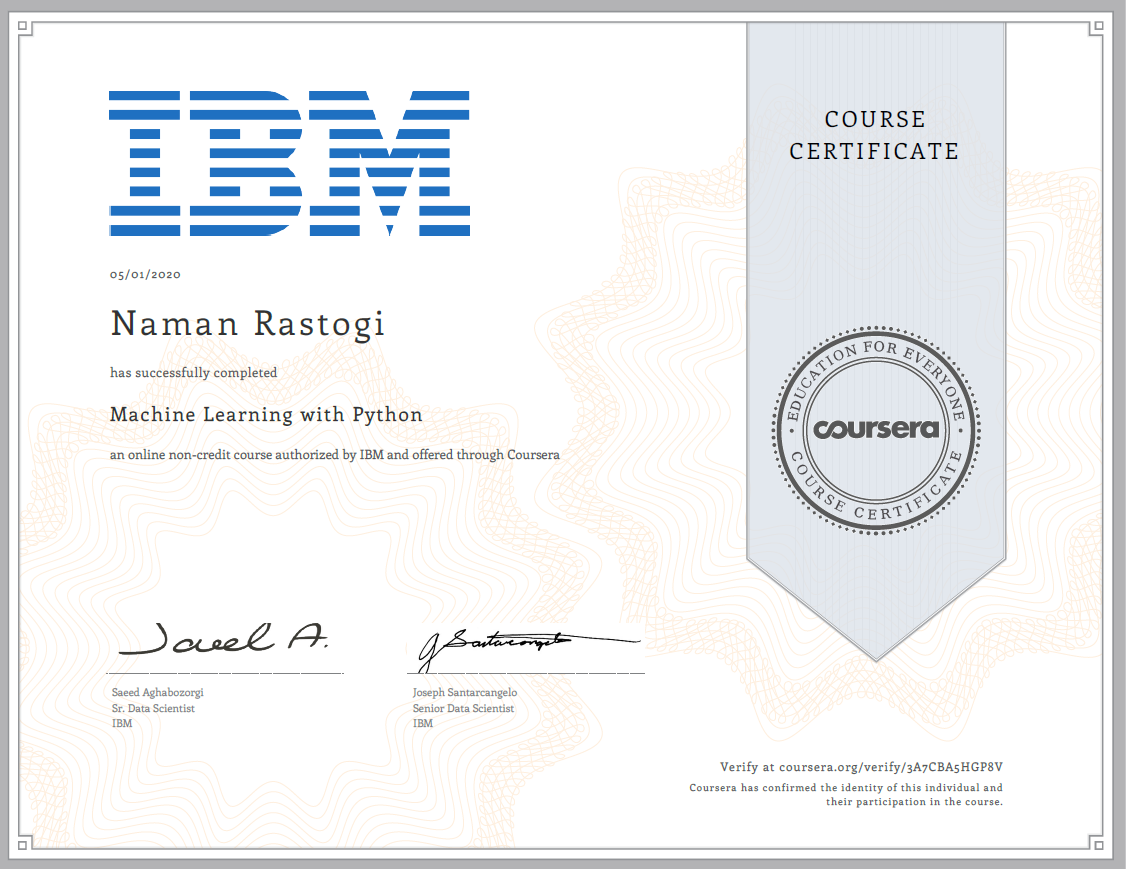 IBM
05/01/2020
Naman Rastogi
has successfully completed
Machine Learning with Python
an online non-credit course authorized by IBM and offered through Coursera
Saeed A.
J Santarcangelo
Saeed Aghabozorgi
Sr. Data Scientist
IBM
Joseph Santarcangelo
Senior Data Scientist
IBM
COURSE
CERTIFICATE
EDUCATION FOR EVERYONE
coursera
COURSE CERTIFICATE
Verify at coursera.org/verify/3A7CBA5HGP8V
Coursera has confirmed the identity of this individual and
their participation in the course.